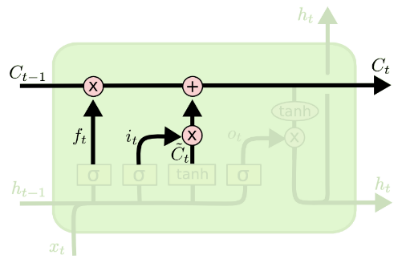 h_t
C_{t-1} × + C_t
tanh
f_t i_t × o_t ×
C̃_t
σ σ tanh σ
h_{t-1} h_t
x_t